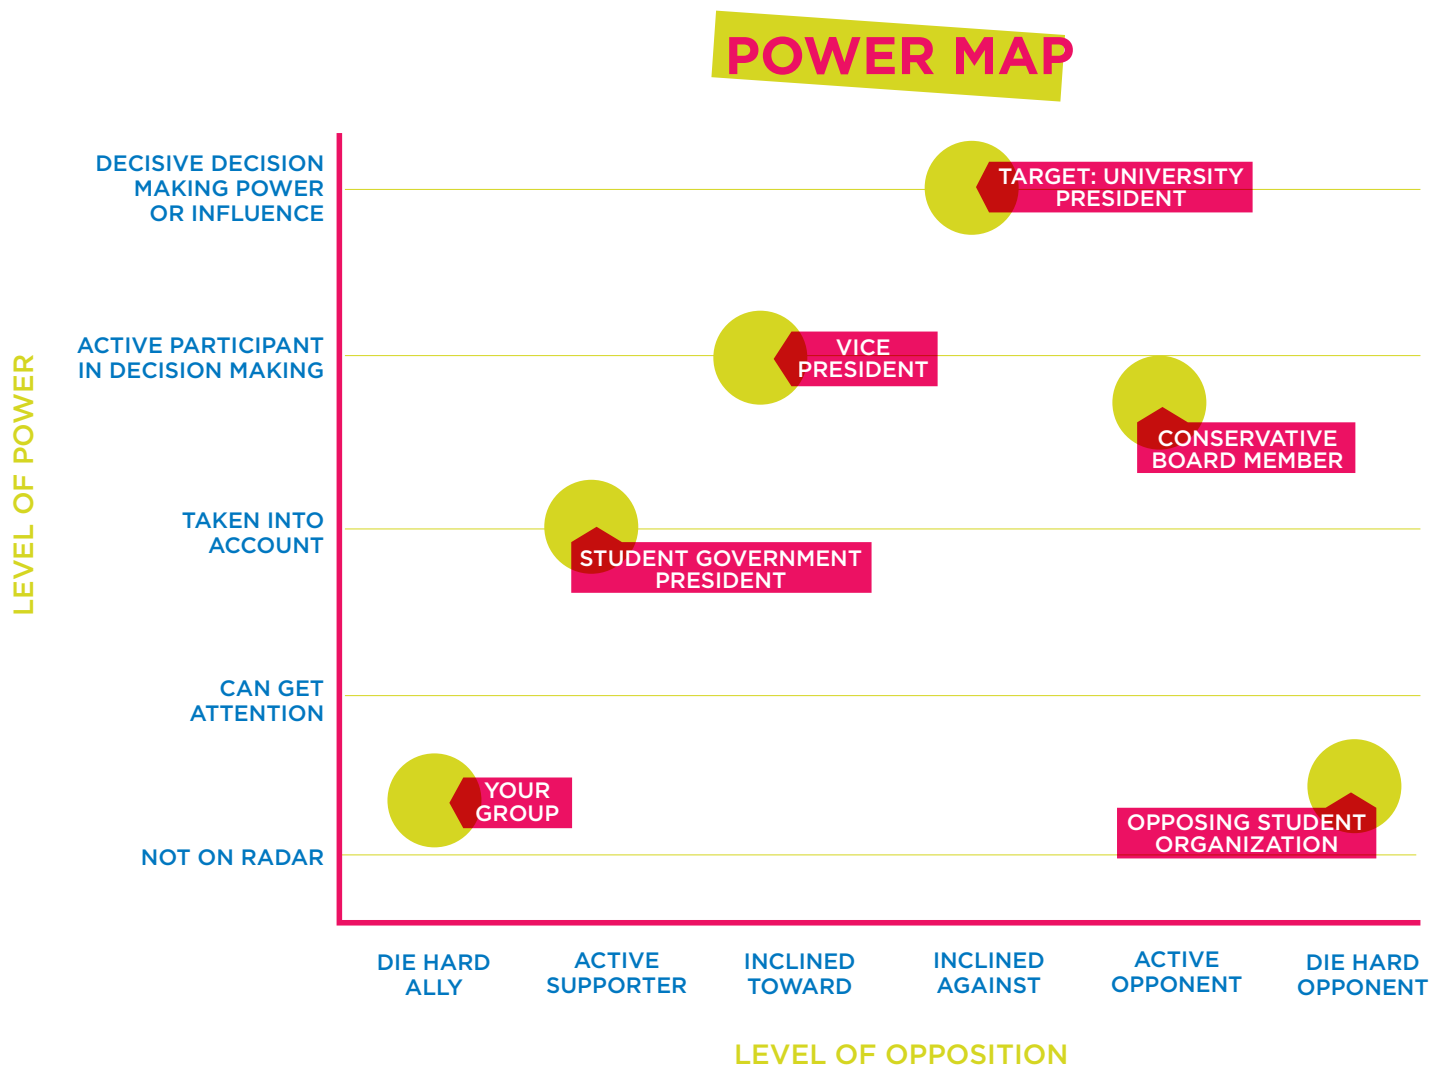 POWER MAP
DECISIVE DECISION
MAKING POWER
OR INFLUENCE
TARGET: UNIVERSITY
PRESIDENT
ACTIVE PARTICIPANT
IN DECISION MAKING
VICE
PRESIDENT
CONSERVATIVE
BOARD MEMBER
LEVEL OF POWER
TAKEN INTO
ACCOUNT
STUDENT GOVERNMENT
PRESIDENT
CAN GET
ATTENTION
YOUR
GROUP
OPPOSING STUDENT
ORGANIZATION
NOT ON RADAR
DIE HARD
ALLY
ACTIVE
SUPPORTER
INCLINED
TOWARD
INCLINED
AGAINST
ACTIVE
OPPONENT
DIE HARD
OPPONENT
LEVEL OF OPPOSITION